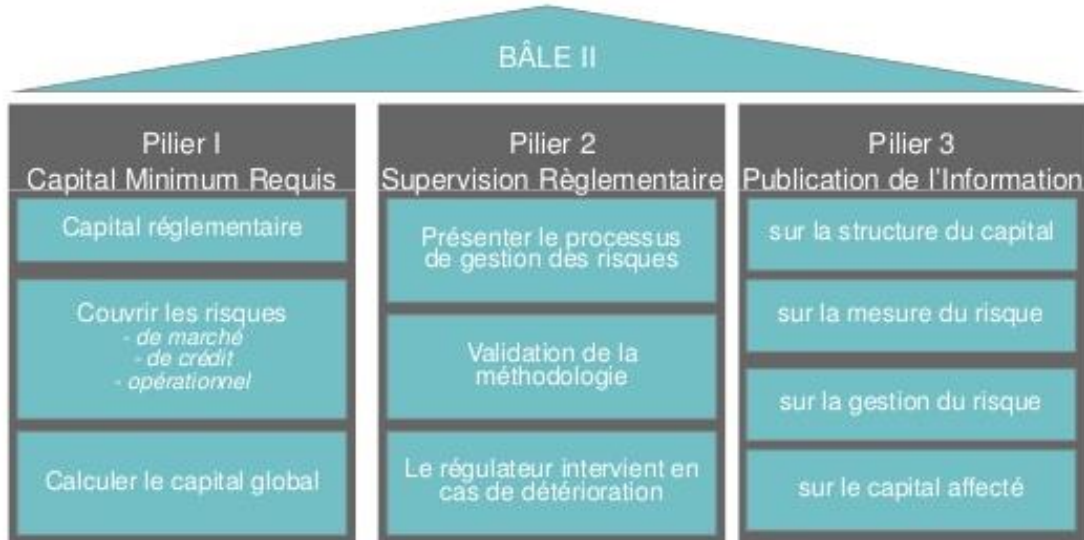 BÂLE II
Pilier I
Capital Minimum Requis
Capital réglementaire
Couvrir les risques
- de marché
- de crédit
- opérationnel
Calculer le capital global
Pilier 2
Supervision Règlementaire
Présenter le processus
de gestion des risques
Validation de la
méthodologie
Le régulateur intervient en
cas de détérioration
Pilier 3
Publication de l'Information
sur la structure du capital
sur la mesure du risque
sur la gestion du risque
sur le capital affecté